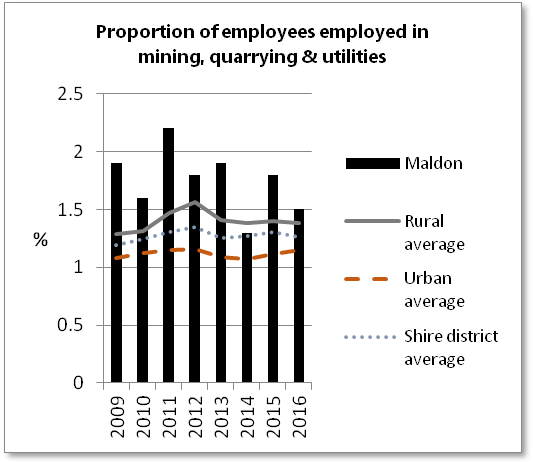 Proportion of employees employed in
mining, quarrying & utilities
2.5
2
1.5
1
0.5
0
%
2009
2010
2011
2012
2013
2014
2015
2016
Maldon
Rural
average
Urban
average
Shire district
average